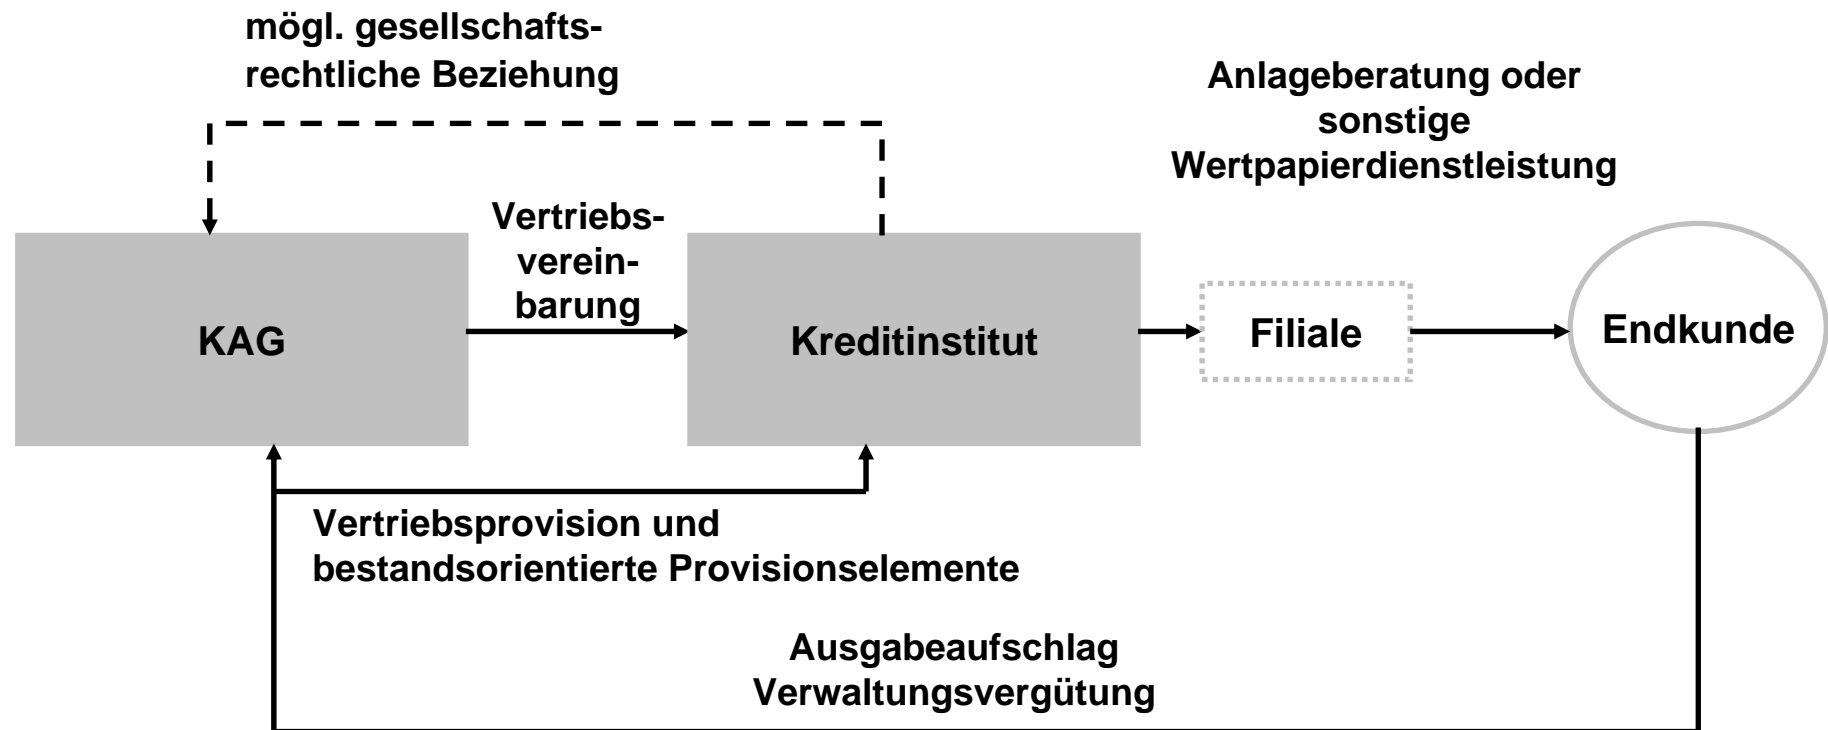 mögl. gesellschafts-
rechtliche Beziehung
Anlageberatung oder
sonstige
Wertpapierdienstleistung
Vertriebs-
verein-
barung
KAG
Kreditinstitut
Filiale
Endkunde
Vertriebsprovision und
bestandsorientierte Provisionselemente
Ausgabeaufschlag
Verwaltungsvergütung